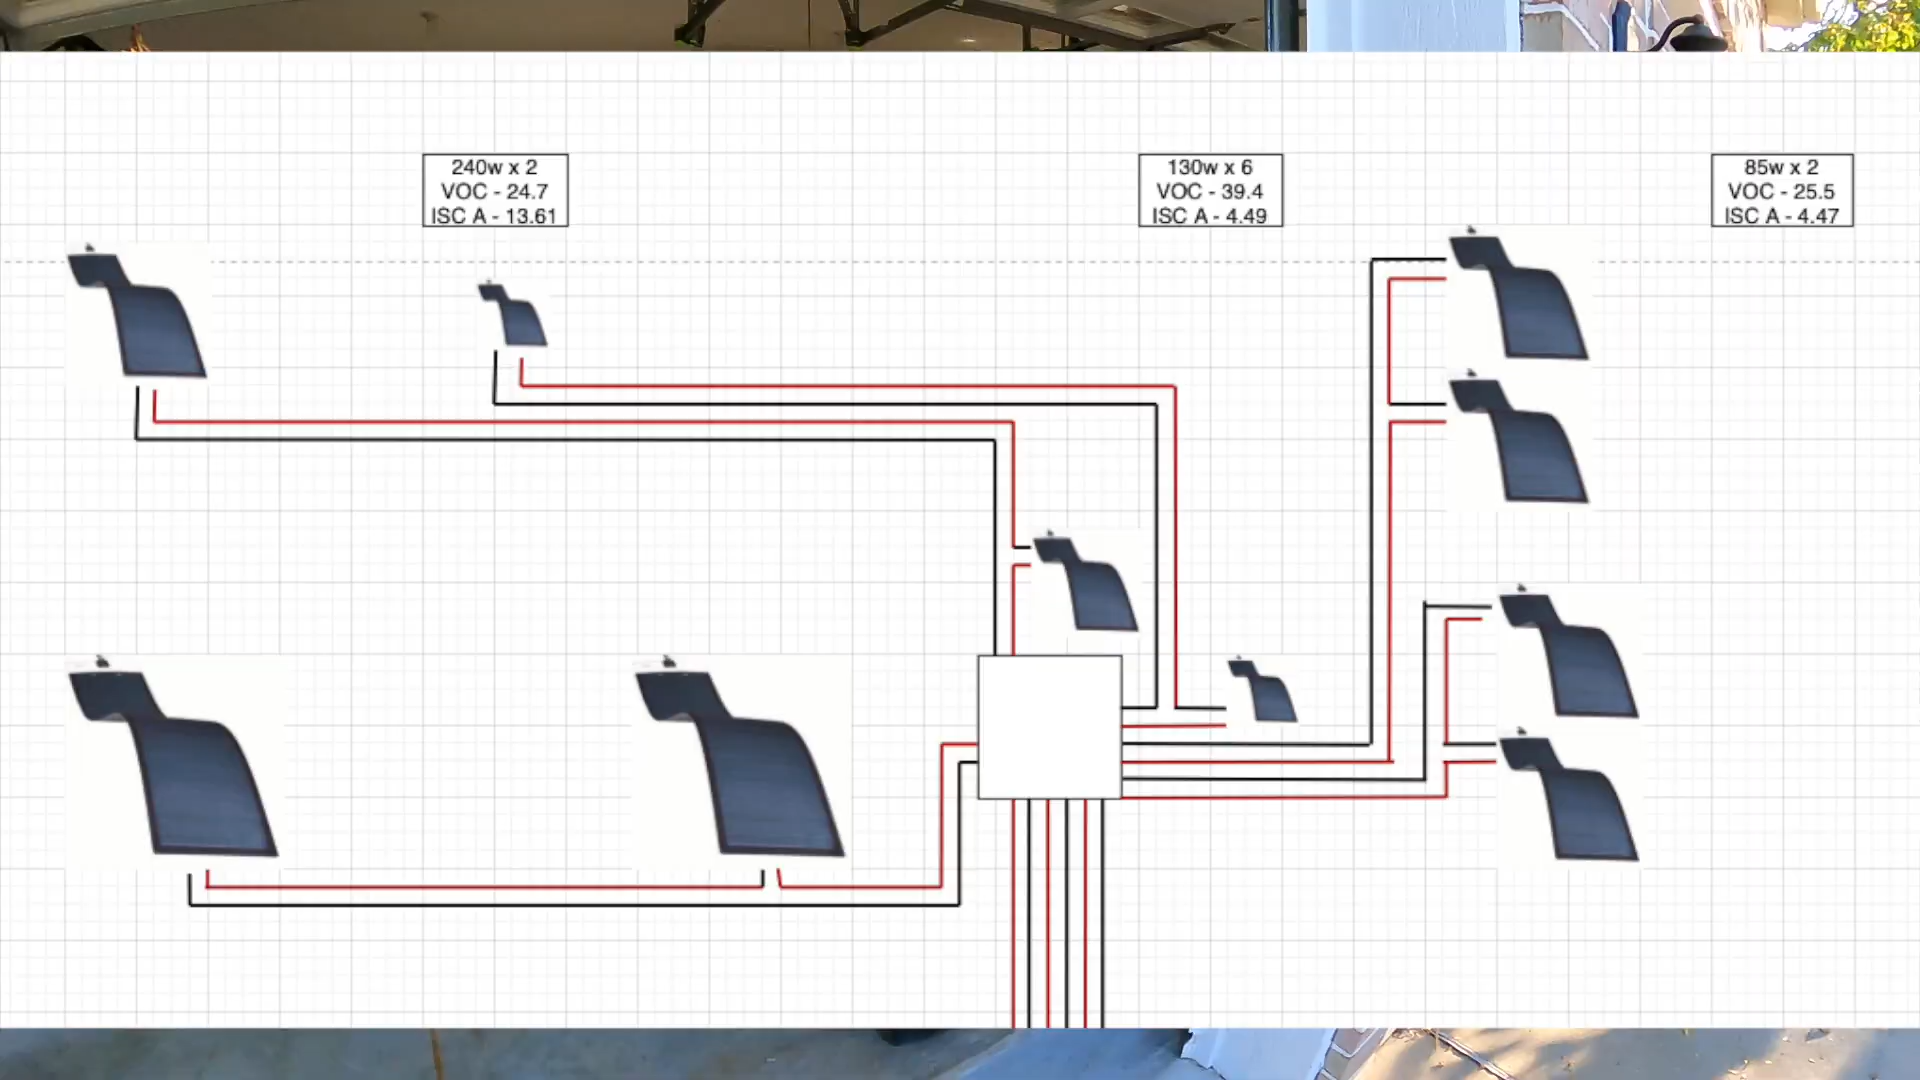 240w x 2
VOC - 24.7
ISC A - 13.61
130w x 6
VOC - 39.4
ISC A - 4.49
85w x 2
VOC - 25.5
ISC A - 4.47